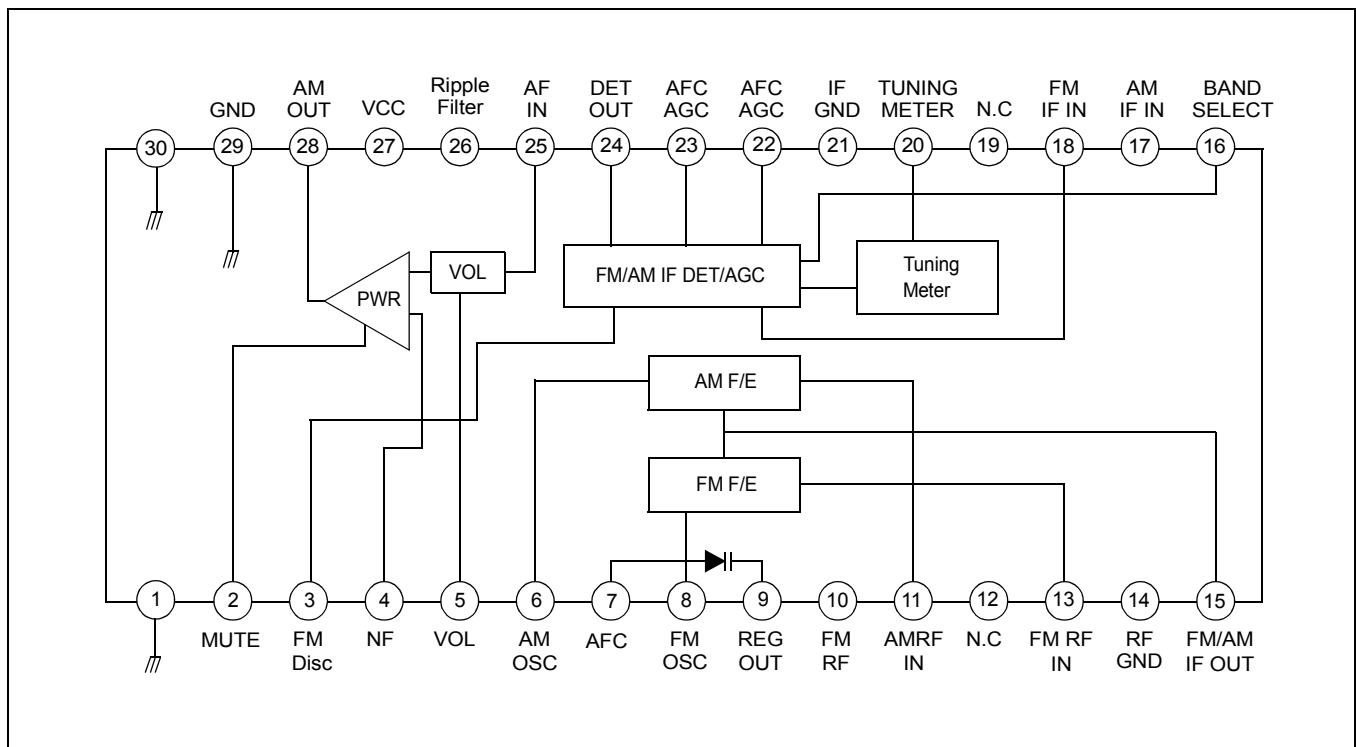 GND
AM
OUT
VCC
Ripple
Filter
AF
IN
DET
OUT
AFC
AGC
AFC
AGC
IF
GND
TUNING
METER
N.C
FM
IF IN
AM
IF IN
BAND
SELECT
30
29
28
27
26
25
24
23
22
21
20
19
18
17
16
VOL
PWR
FM/AM IF DET/AGC
Tuning
Meter
AM F/E
FM F/E
1
2
3
4
5
6
7
8
9
10
11
12
13
14
15
MUTE
FM
Disc
NF
VOL
AM
OSC
AFC
FM
OSC
REG
OUT
FM
RF
AMRF
IN
N.C
FM RF
IN
RF
GND
FM/AM
IF OUT